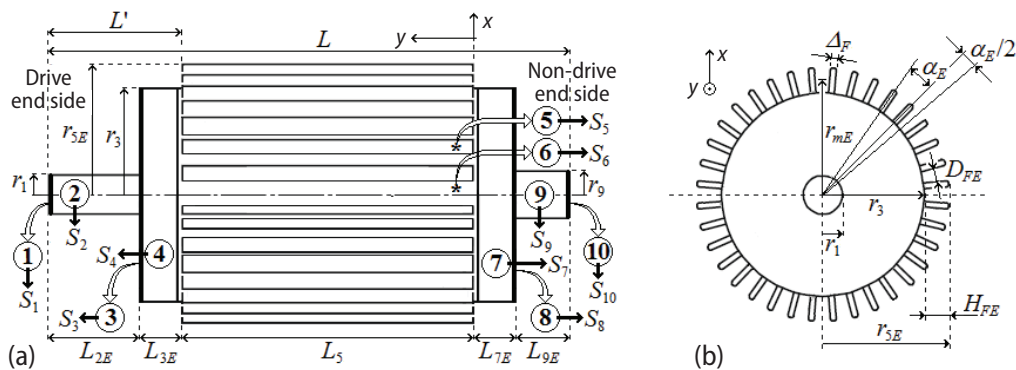 L'
x
y
L
Drive
end side
Non-drive
end side
r5E
r3
r1
r9
2
S2
1
S1
4
S4
3
S3
5
S5
6
S6
*
*
9
S9
7
S7
10
S10
8
S8
(a)
L2E
L3E
L5
L7E
L9E
x
y
ΔF
αE
αE/2
rmE
DFE
r3
r1
HFE
r5E
(b)